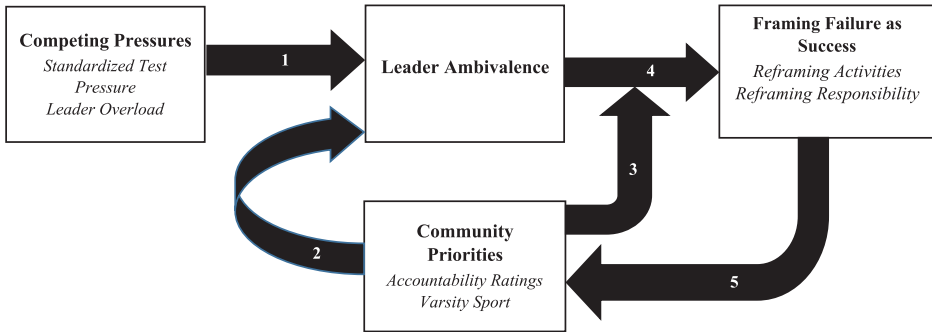 Competing Pressures
Standardized Test
Pressure
Leader Overload
1
Leader Ambivalence
4
Framing Failure as
Success
Reframing Activities
Reframing Responsibility
3
2
Community
Priorities
Accountability Ratings
Varsity Sport
5